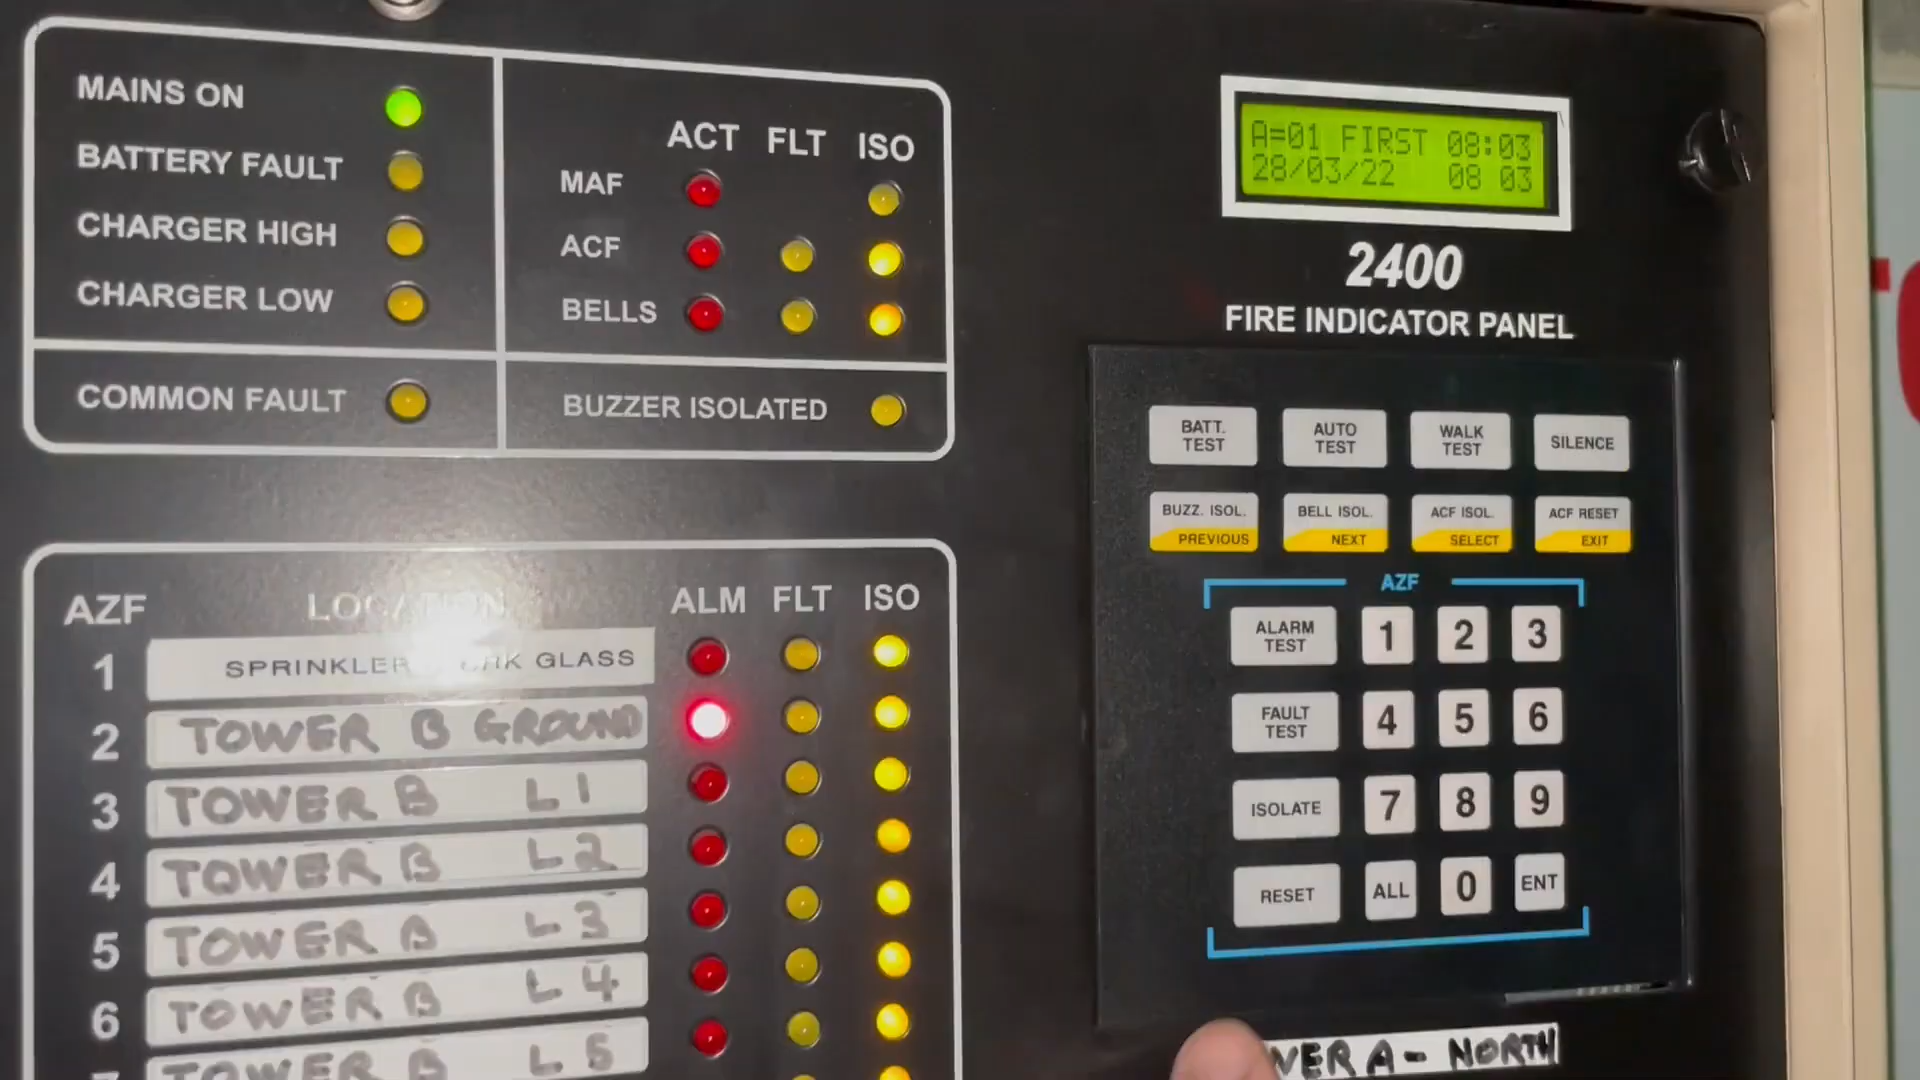 MAINS ON
BATTERY FAULT
CHARGER HIGH
CHARGER LOW
COMMON FAULT
ACT FLT ISO
MAF
ACF
BELLS
BUZZER ISOLATED
A=01 FIRST 08:03
28/03/22 08 03
2400
FIRE INDICATOR PANEL
BATT. TEST
AUTO TEST
WALK TEST
SILENCE
BUZZ. ISOL.
PREVIOUS
BELL ISOL.
NEXT
ACF ISOL.
SELECT
ACF RESET
EXIT
AZF
ALARM TEST 1 2 3
FAULT TEST 4 5 6
ISOLATE 7 8 9
RESET ALL 0 ENT
AZF LOCATION ALM FLT ISO
1 SPRINKLER GLASS
2 TOWER B GROUND
3 TOWER B L1
4 TOWER B L2
5 TOWER B L3
6 TOWER B L4
TOWER B L5
A - NORTH